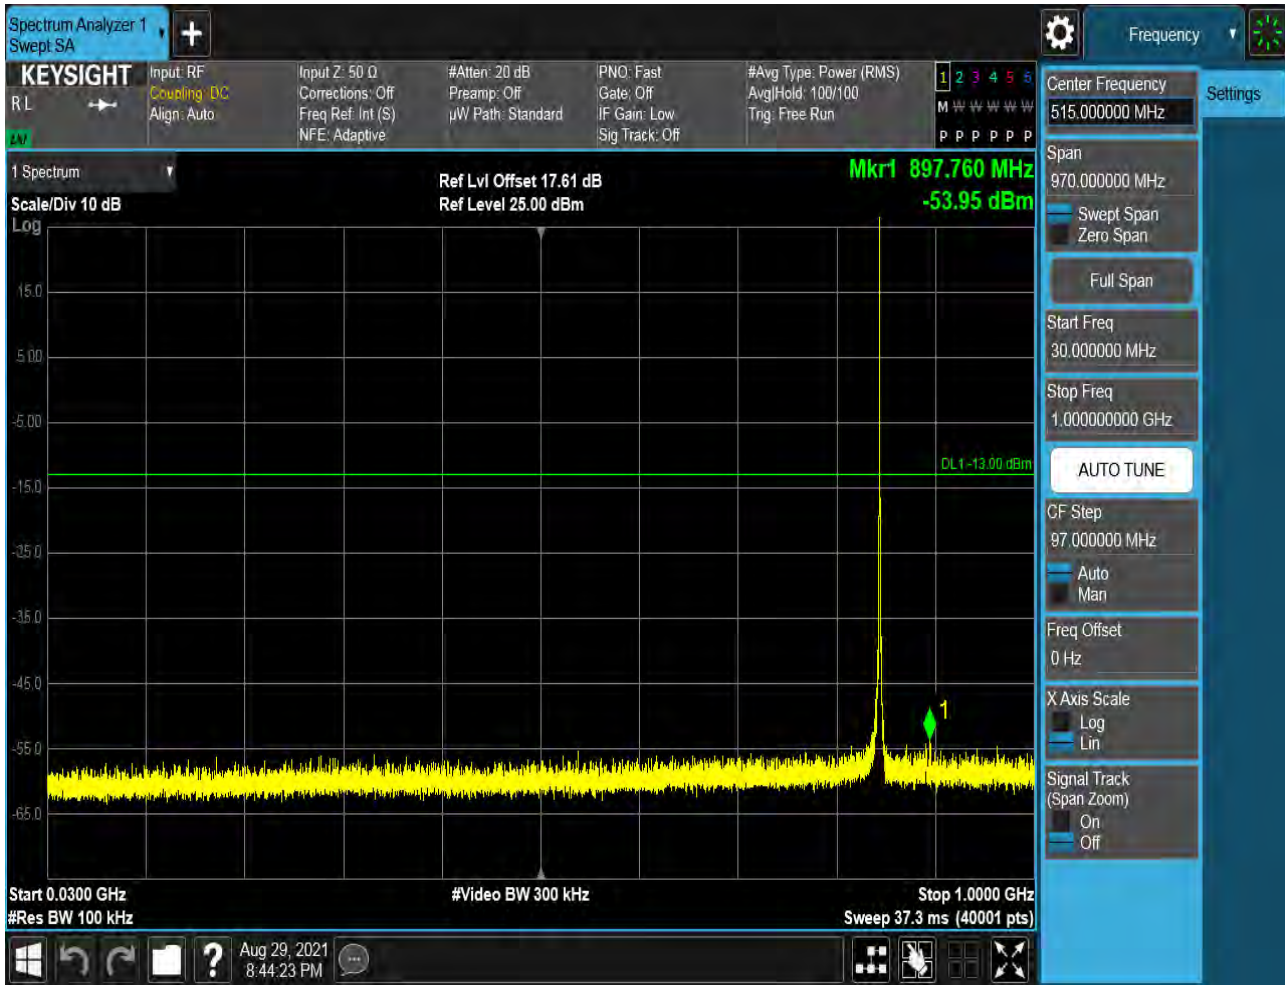 Spectrum Analyzer 1
Swept SA
+
Frequency
KEYSIGHT
R L
Input: RF
Coupling: DC
Align: Auto
Input Z: 50 Ω
Corrections: Off
Freq Ref: Int (S)
NFE: Adaptive
#Atten: 20 dB
Preamp: Off
µW Path: Standard
PNO: Fast
Gate: Off
IF Gain: Low
Sig Track: Off
#Avg Type: Power (RMS)
Avg|Hold: 100/100
Trig: Free Run
1 2 3 4 5 6
M W W W W W
P P P P P P
1 Spectrum
Scale/Div 10 dB
Log
Ref Lvl Offset 17.61 dB
Ref Level 25.00 dBm
Mkr1 897.760 MHz
-53.95 dBm
15.0
5.00
-5.00
DL1 -13.00 dBm
-15.0
-25.0
-35.0
-45.0
1
-55.0
-65.0
Start 0.0300 GHz
#Video BW 300 kHz
Stop 1.0000 GHz
#Res BW 100 kHz
Sweep 37.3 ms (40001 pts)
?
Aug 29, 2021
8:44:23 PM
Center Frequency
515.000000 MHz
Settings
Span
970.000000 MHz
Swept Span
Zero Span
Full Span
Start Freq
30.000000 MHz
Stop Freq
1.000000000 GHz
AUTO TUNE
CF Step
97.000000 MHz
Auto
Man
Freq Offset
0 Hz
X Axis Scale
Log
Lin
Signal Track
(Span Zoom)
On
Off